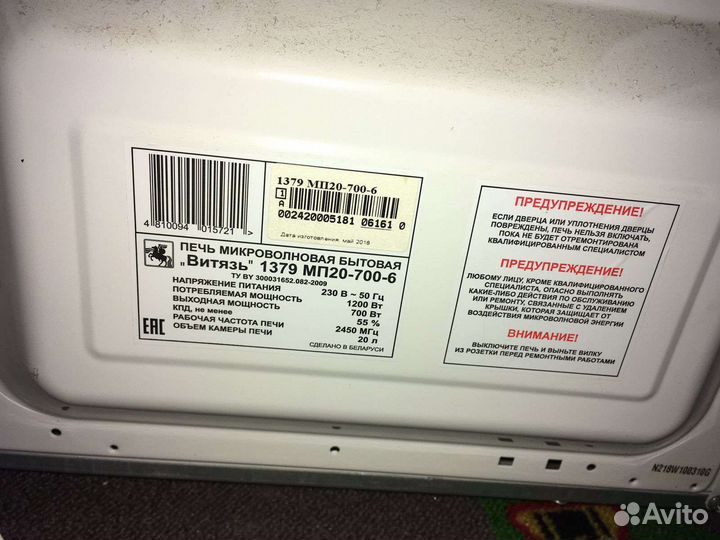 1379 МП20-700-6
1
A
002420005181 06161 0
Дата изготовления: май 2018
4 810094 015721 >
ПЕЧЬ МИКРОВОЛНОВАЯ БЫТОВАЯ
„Витязь" 1379 МП20-700-6
ТУ BY 300031652.082-2009
НАПРЯЖЕНИЕ ПИТАНИЯ 230 В ~ 50 Гц
ПОТРЕБЛЯЕМАЯ МОЩНОСТЬ 1200 Вт
ВЫХОДНАЯ МОЩНОСТЬ 700 Вт
КПД, не менее 55 %
РАБОЧАЯ ЧАСТОТА ПЕЧИ 2450 МГц
ОБЪЕМ КАМЕРЫ ПЕЧИ 20 л
EAC
СДЕЛАНО В БЕЛАРУСИ
ПРЕДУПРЕЖДЕНИЕ!
ЕСЛИ ДВЕРЦА ИЛИ УПЛОТНЕНИЯ ДВЕРЦЫ
ПОВРЕЖДЕНЫ, ПЕЧЬ НЕЛЬЗЯ ВКЛЮЧАТЬ,
ПОКА НЕ БУДЕТ ОТРЕМОНТИРОВАНА
КВАЛИФИЦИРОВАННЫМ СПЕЦИАЛИСТОМ
ПРЕДУПРЕЖДЕНИЕ!
ЛЮБОМУ ЛИЦУ, КРОМЕ КВАЛИФИЦИРОВАННОГО
СПЕЦИАЛИСТА, ОПАСНО ВЫПОЛНЯТЬ
КАКИЕ-ЛИБО ДЕЙСТВИЯ ПО ОБСЛУЖИВАНИЮ
ИЛИ РЕМОНТУ, СВЯЗАННЫЕ С УДАЛЕНИЕМ
КРЫШКИ, КОТОРАЯ ЗАЩИЩАЕТ ОТ
ВОЗДЕЙСТВИЯ МИКРОВОЛНОВОЙ ЭНЕРГИИ
ВНИМАНИЕ!
ВЫКЛЮЧИТЕ ПЕЧЬ И ВЫНЬТЕ ВИЛКУ
ИЗ РОЗЕТКИ ПЕРЕД РЕМОНТНЫМИ РАБОТАМИ
N218W100310G
Avito